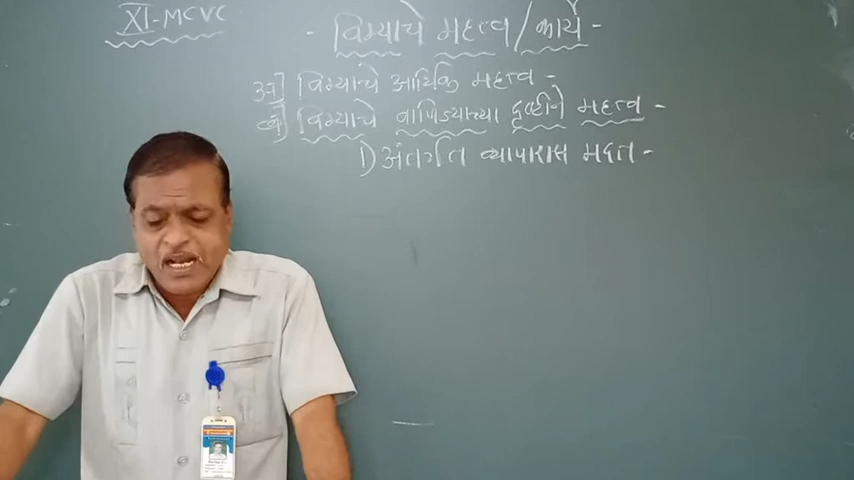 XI-MCVC
- विम्याचे महत्त्व/कार्य -
अ] विम्याचे आर्थिक महत्त्व -
ब] विम्याचे वाणिज्याच्या दृष्टीने महत्त्व -
1) अंतर्गत व्यापारास मदत -